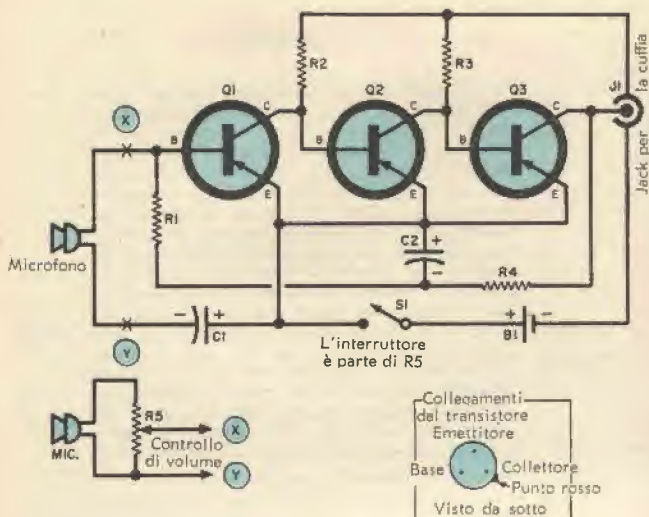 R2
R3
Q1
Q2
Q3
C
C
C
B
B
B
E
E
E
X
R1
Microfono
C2
+
-
R4
Jack per la cuffia
J1
Y
- +
C1
S1
+ -
B1
L'interruttore
è parte di R5
MIC.
R5
X
Controllo
di volume
Y
Collegamenti
dal transistore
Emettitore
Base
Collettore
Punto rosso
Visto da sotto